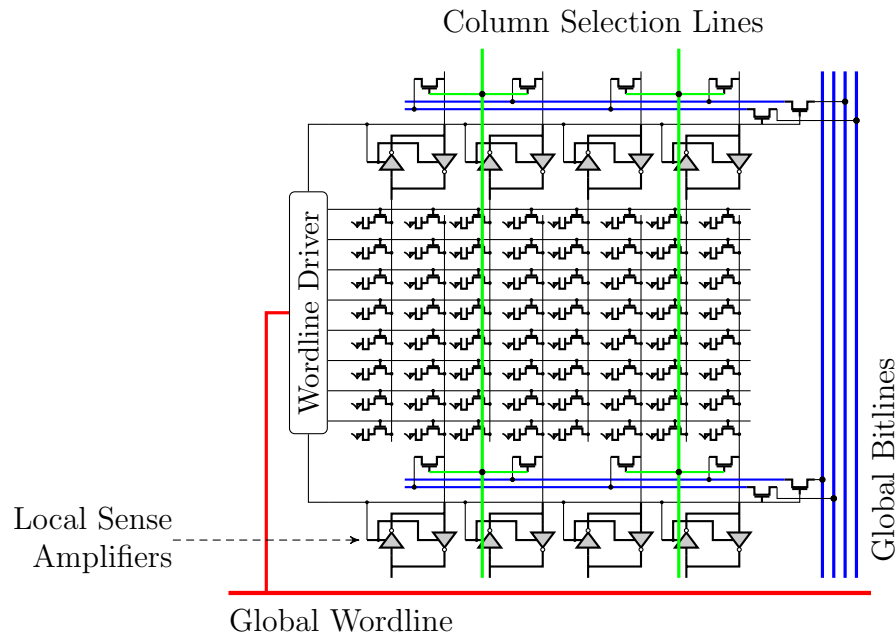 Column Selection Lines
Wordline Driver
Global Bitlines
Local Sense
Amplifiers
Global Wordline